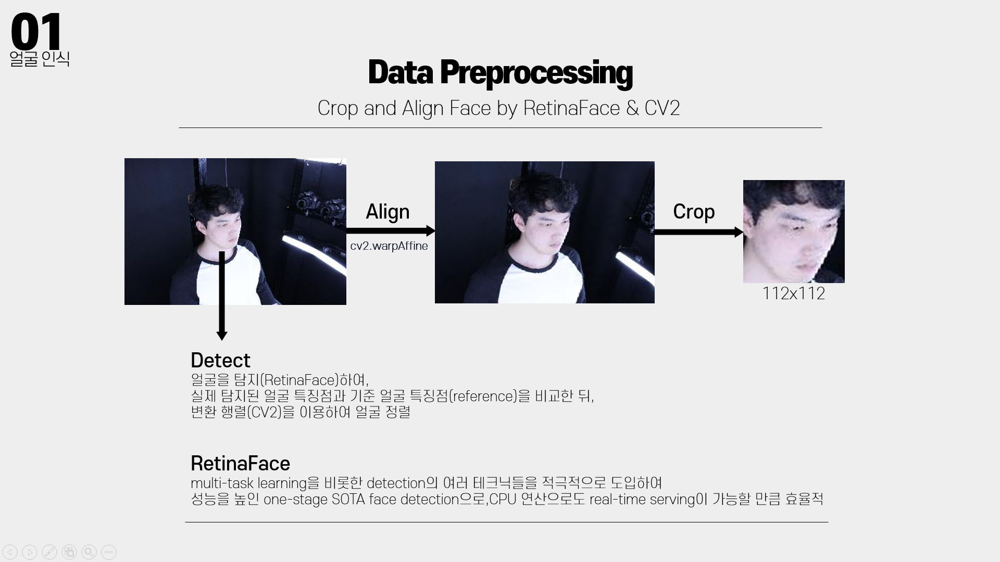 01
얼굴 인식
Data Preprocessing
Crop and Align Face by RetinaFace & CV2
Align
cv2.warpAffine
Crop
112x112
Detect
얼굴을 탐지(RetinaFace)하여,
실제 탐지된 얼굴 특징점과 기준 얼굴 특징점(reference)을 비교한 뒤,
변환 행렬(CV2)을 이용하여 얼굴 정렬
RetinaFace
multi-task learning을 비롯한 detection의 여러 테크닉들을 적극적으로 도입하여
성능을 높인 one-stage SOTA face detection으로,CPU 연산으로도 real-time serving이 가능할 만큼 효율적